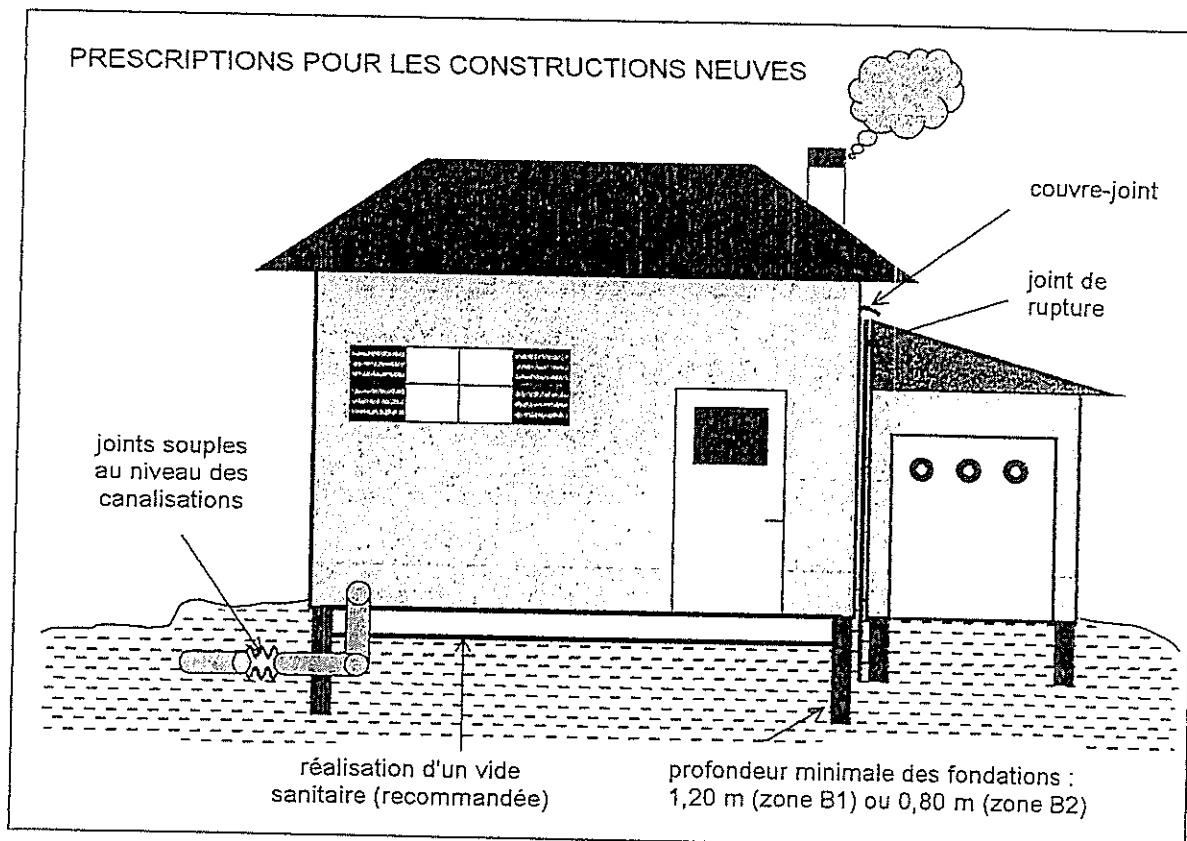 PRESCRIPTIONS POUR LES CONSTRUCTIONS NEUVES
couvre-joint
joint de
rupture
joints souples
au niveau des
canalisations
réalisation d'un vide
sanitaire (recommandée)
profondeur minimale des fondations :
1,20 m (zone B1) ou 0,80 m (zone B2)